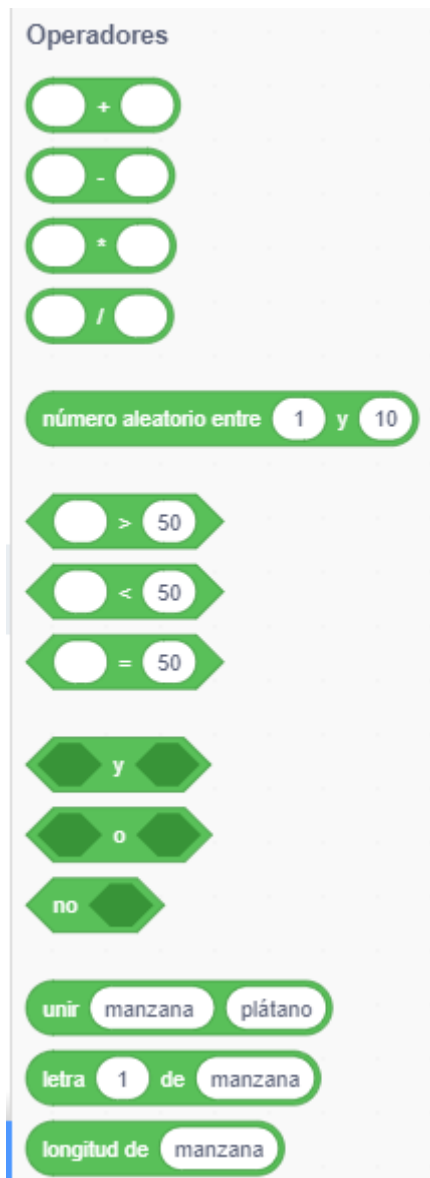 Operadores
+
-
*
/
número aleatorio entre 1 y 10
> 50
< 50
= 50
y
o
no
unir manzana plátano
letra 1 de manzana
longitud de manzana